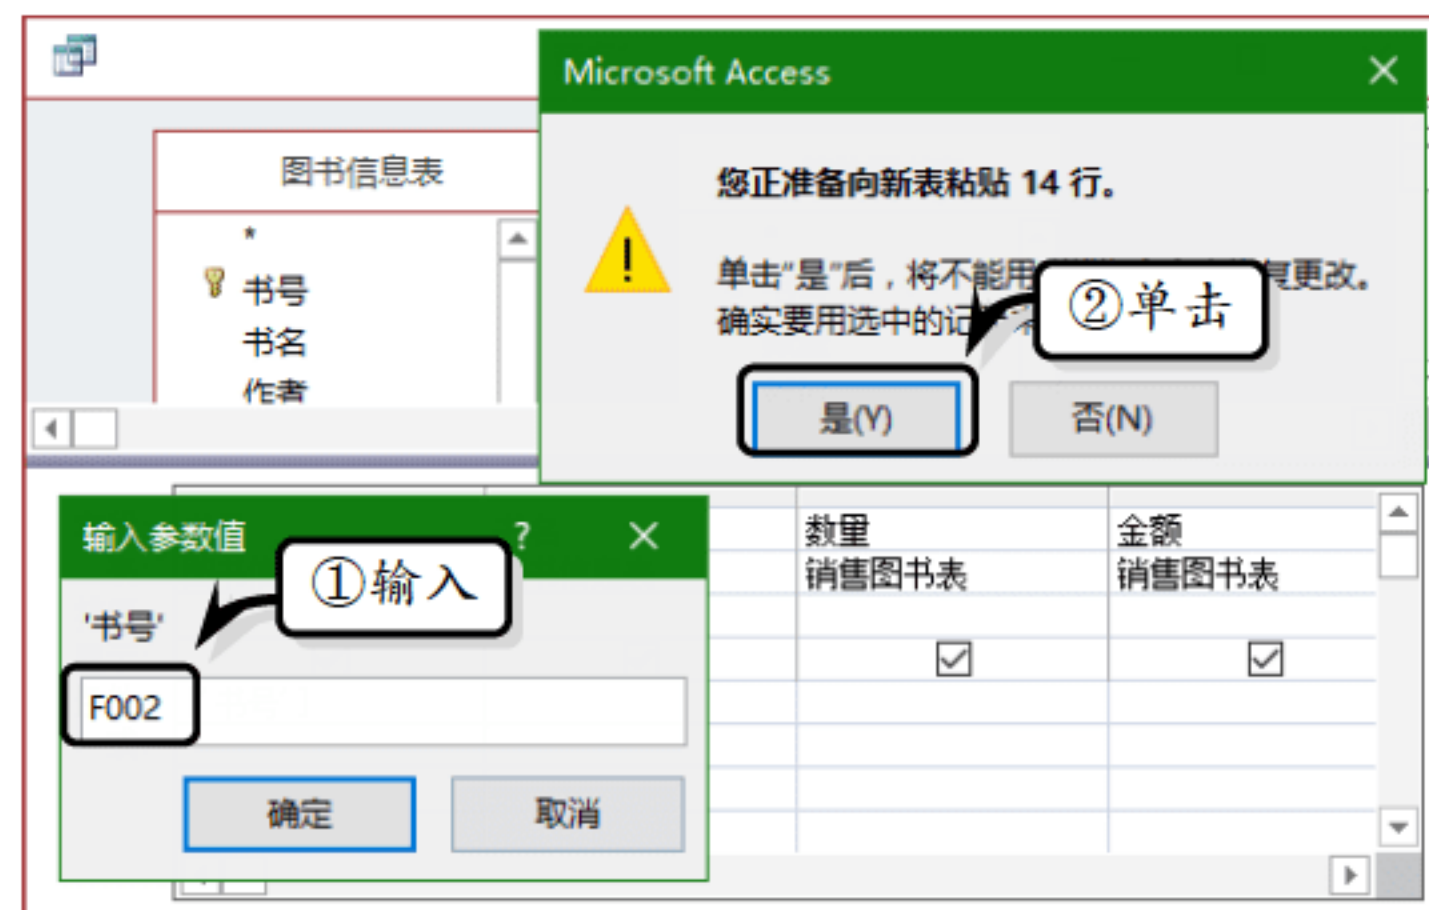 Microsoft Access
图书信息表
*
书号
书名
作者
您正准备向新表粘贴 14 行。
单击“是”后，将不能用
复更改。
确实要用选中的记
②单击
是(Y)
否(N)
输入参数值
?
①输入
'书号'
F002
确定
取消
数量
金额
销售图书表
销售图书表